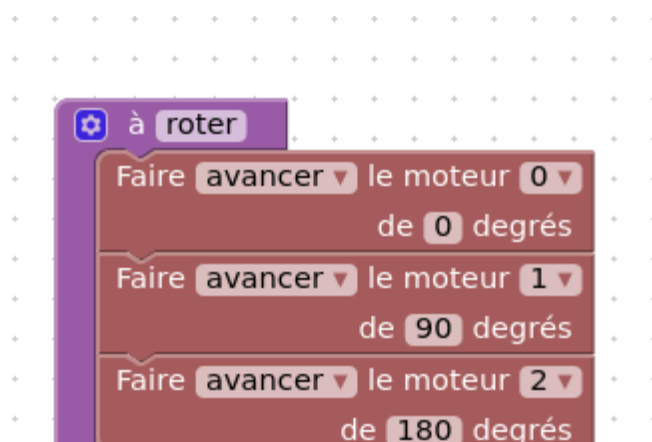 à roter
Faire avancer le moteur 0
de 0 degrés
Faire avancer le moteur 1
de 90 degrés
Faire avancer le moteur 2
de 180 degrés